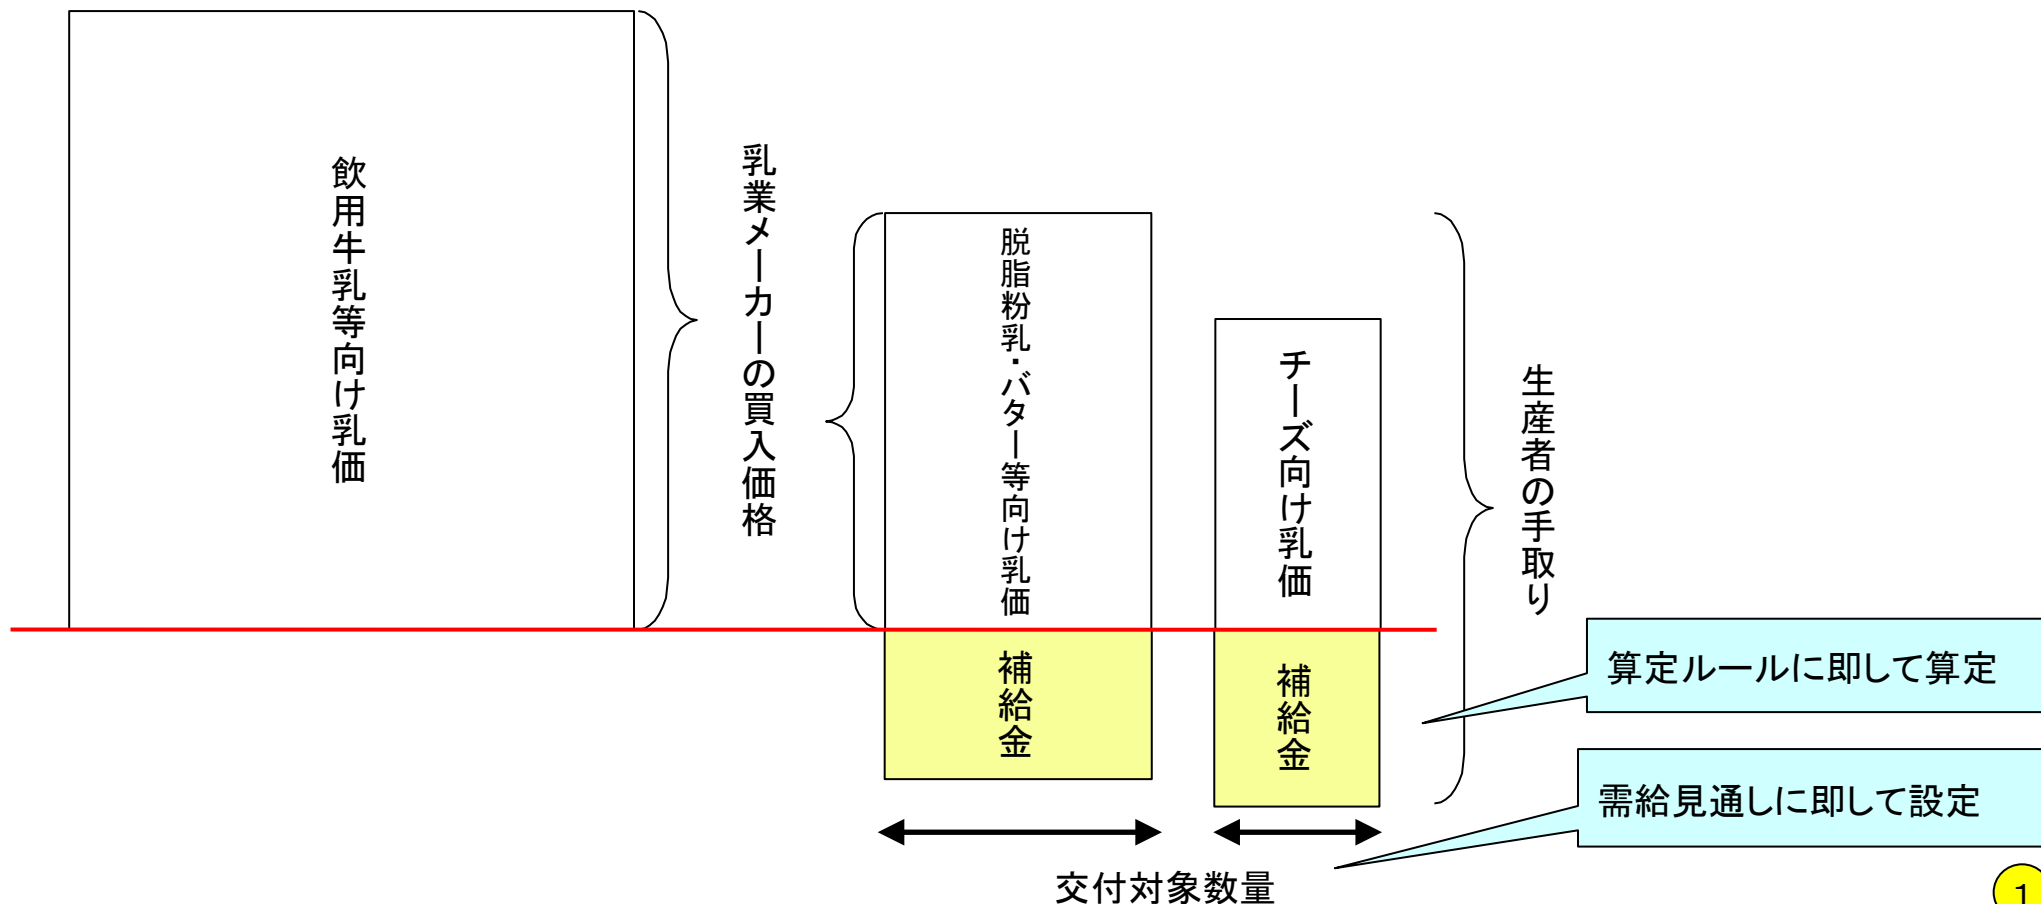 飲用牛乳等向け乳価
乳業メーカーの買入価格
脱脂粉乳・バター等向け乳価
チーズ向け乳価
生産者の手取り
補給金
補給金
算定ルールに即して算定
需給見通しに即して設定
交付対象数量
1